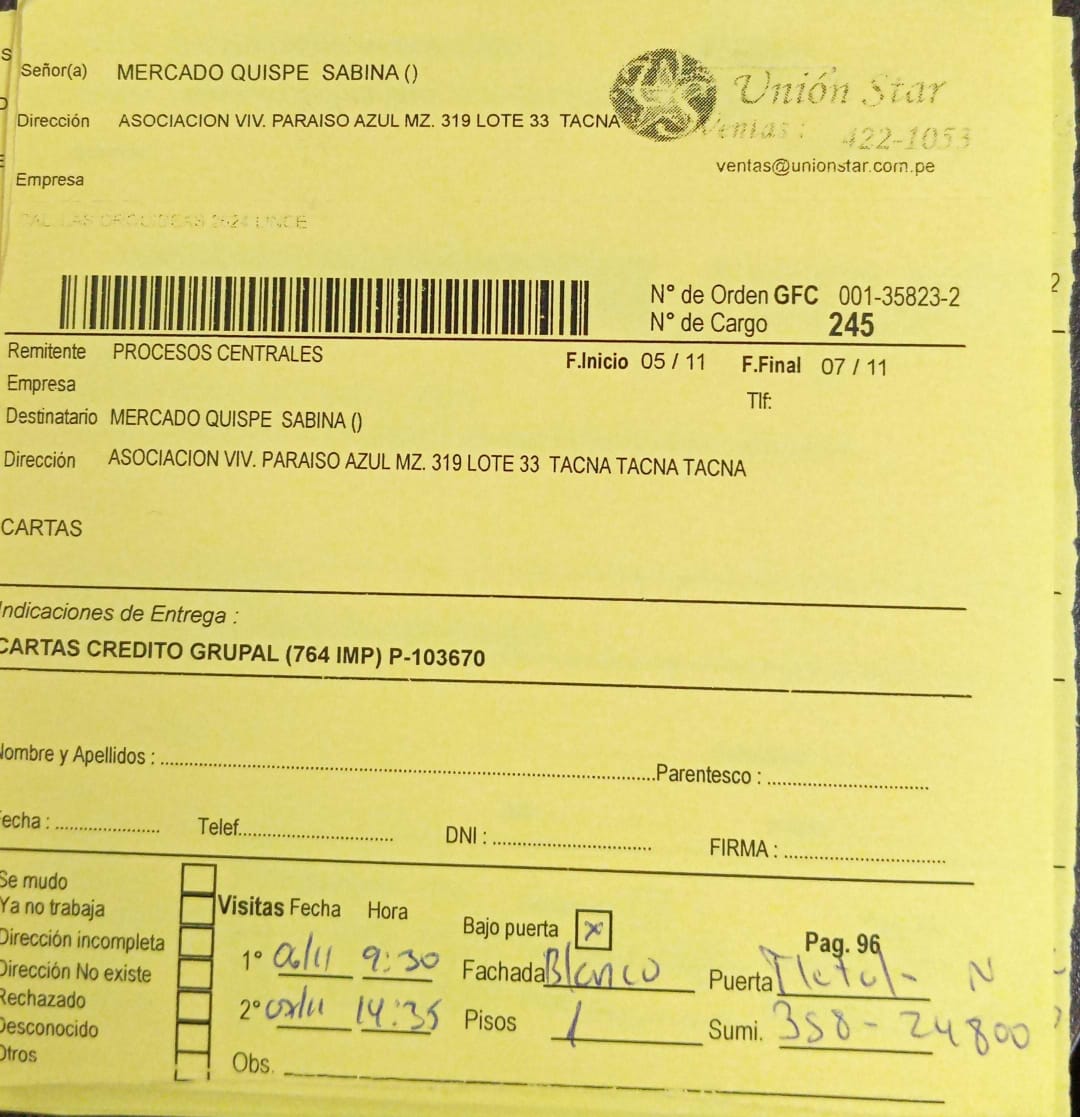 Señor(a) MERCADO QUISPE SABINA ()
Unión Star
Dirección ASOCIACION VIV. PARAISO AZUL MZ. 319 LOTE 33 TACNA
Ventas: 422-1053
ventas@unionstar.com.pe
Empresa
LINCE
N° de Orden GFC 001-35823-2
N° de Cargo 245
Remitente PROCESOS CENTRALES
F.Inicio 05 / 11 F.Final 07 / 11
Empresa
Tlf:
Destinatario MERCADO QUISPE SABINA ()
Dirección ASOCIACION VIV. PARAISO AZUL MZ. 319 LOTE 33 TACNA TACNA TACNA
CARTAS
Indicaciones de Entrega :
CARTAS CREDITO GRUPAL (764 IMP) P-103670
Nombre y Apellidos : Parentesco :
Fecha : Telef. DNI : FIRMA :
Se mudo
Ya no trabaja
Dirección incompleta
Dirección No existe
Rechazado
Desconocido
Otros
Visitas Fecha Hora
1° 9:30
2° 14:35
Obs.
Bajo puerta X
Fachada Blanco
Pisos 1
Pag. 96
Puerta Metal - N
Sumi. 358-24800